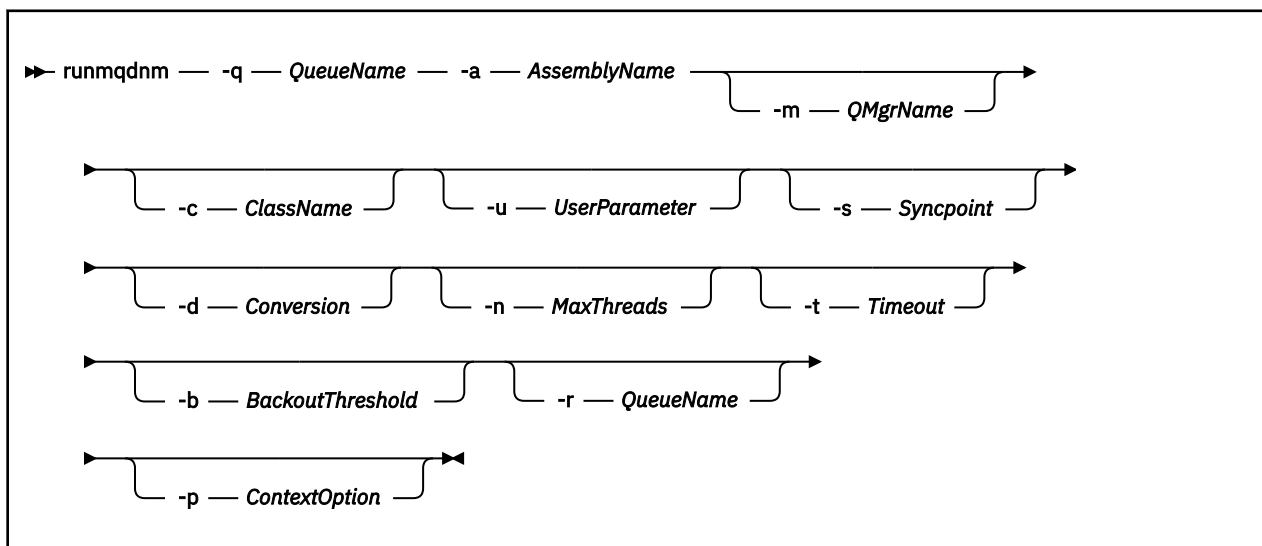 runmqdnm -q QueueName -a AssemblyName
-m QMgrName
-c ClassName -u UserParameter -s Syncpoint
-d Conversion -n MaxThreads -t Timeout
-b BackoutThreshold -r QueueName
-p ContextOption